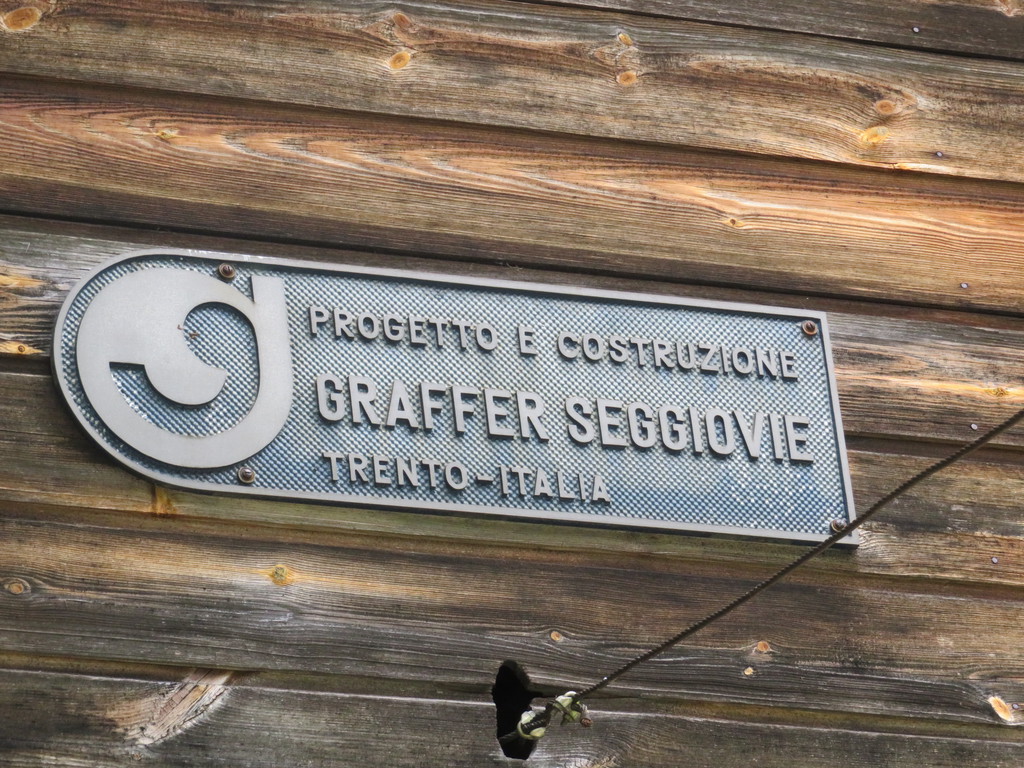 PROGETTO E COSTRUZIONE
GRAFFER SEGGIOVIE
TRENTO-ITALIA